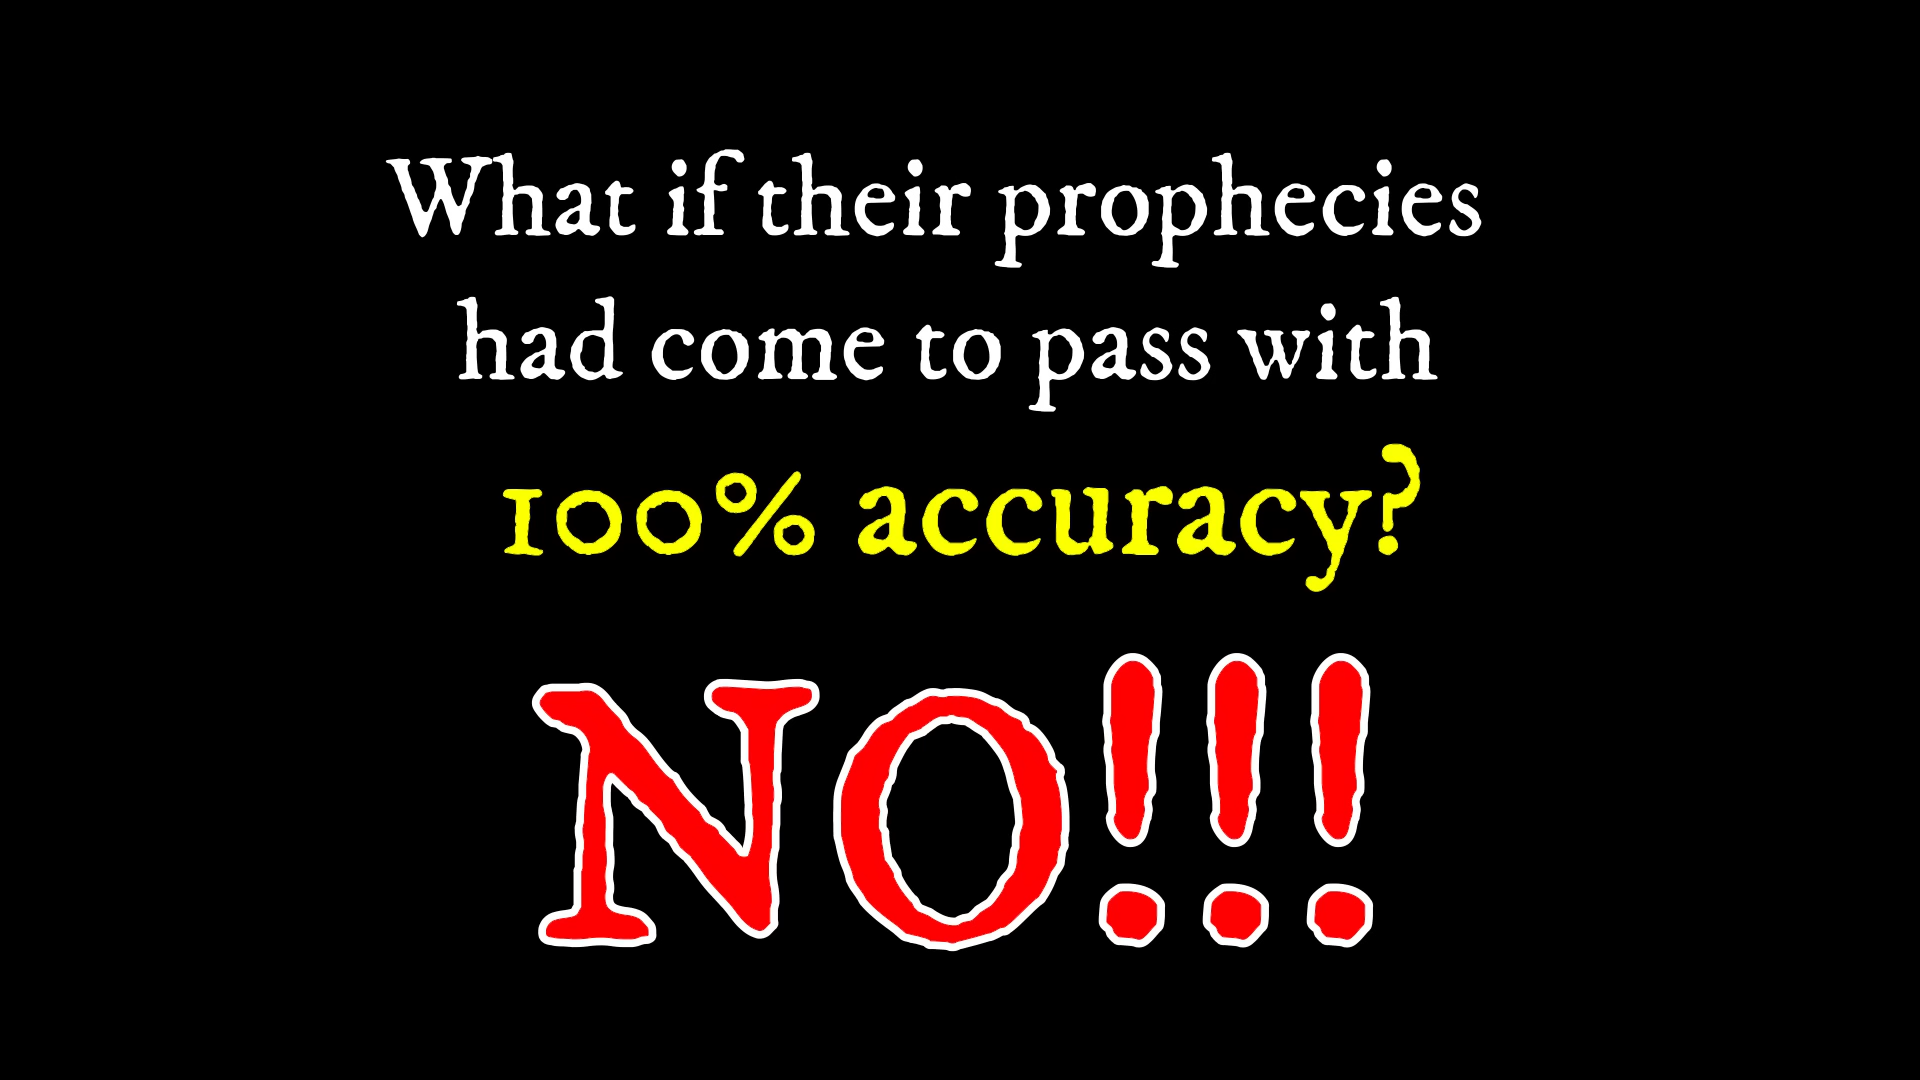 What if their prophecies
had come to pass with
100% accuracy?
NO!!!